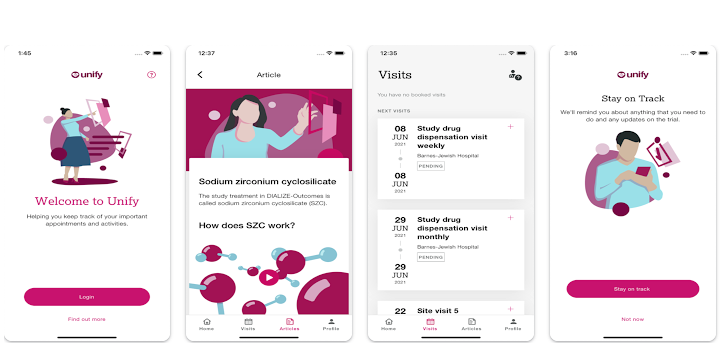 1:45
unify
Welcome to Unify
Helping you keep track of your important
appointments and activities.
Login
Find out more
12:37
Article
Sodium zirconium cyclosilicate
The study treatment in DIALIZE-Outcomes is
called sodium zirconium cyclosilicate (SZC).
How does SZC work?
Home
Visits
Articles
Profile
12:35
Visits
You have no booked visits
NEXT VISITS
08
JUN
2021
08
JUN
Study drug
dispensation visit
weekly
Barnes-Jewish Hospital
PENDING
29
JUN
2021
29
JUN
Study drug
dispensation visit
monthly
Barnes-Jewish Hospital
PENDING
22
Site visit 5
Home
Visits
Articles
Profile
3:16
unify
Stay on Track
We'll remind you about anything that you need to
do and any updates on the trial.
Stay on track
Not now